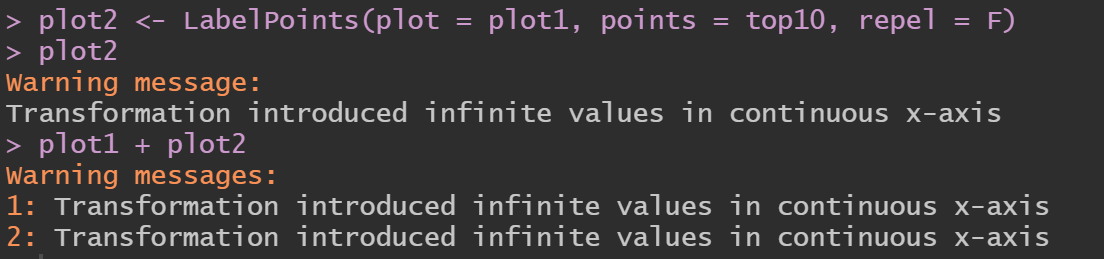 > plot2 <- LabelPoints(plot = plot1, points = top10, repel = F)
> plot2
Warning message:
Transformation introduced infinite values in continuous x-axis
> plot1 + plot2
Warning messages:
1: Transformation introduced infinite values in continuous x-axis
2: Transformation introduced infinite values in continuous x-axis